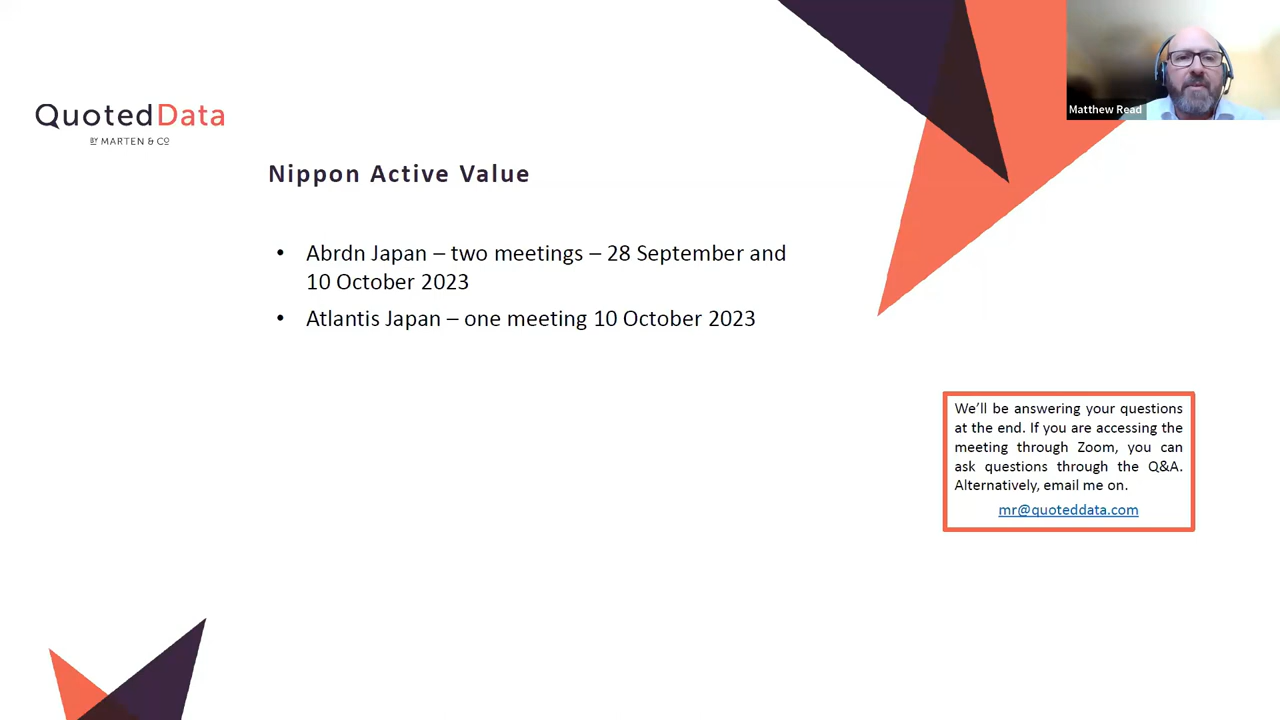 Matthew Read
QuotedData
BY MARTEN & CO
Nippon Active Value
• Abrdn Japan – two meetings – 28 September and
10 October 2023
• Atlantis Japan – one meeting 10 October 2023
We'll be answering your questions
at the end. If you are accessing the
meeting through Zoom, you can
ask questions through the Q&A.
Alternatively, email me on.
mr@quoteddata.com